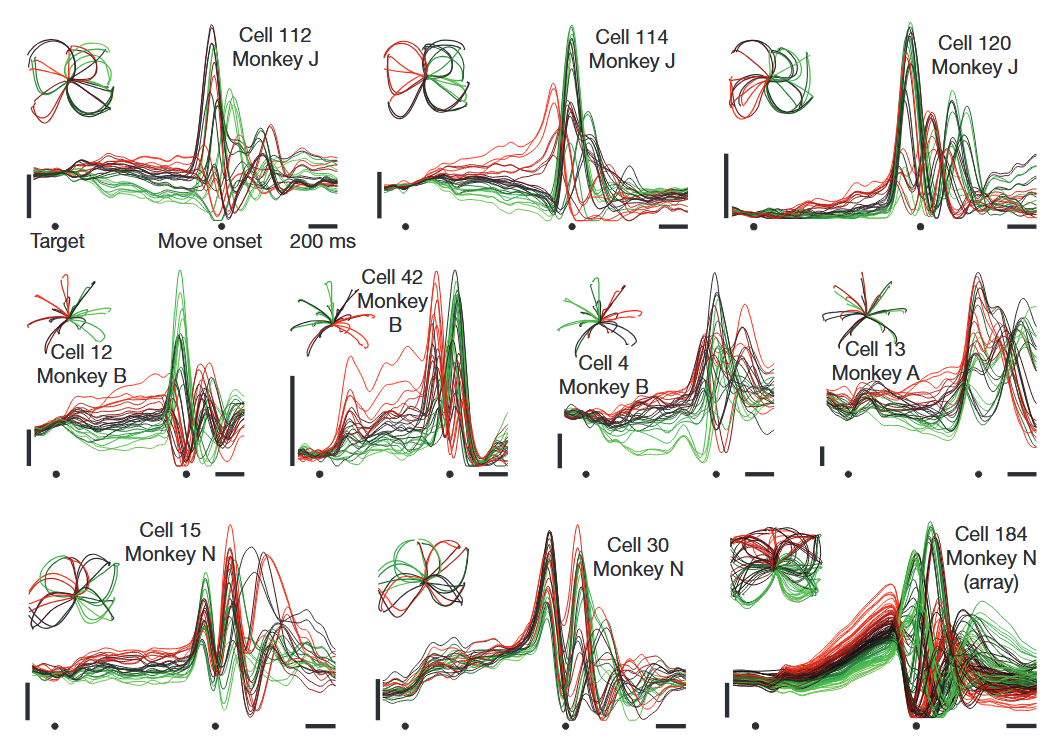 Cell 112
Monkey J
Cell 114
Monkey J
Cell 120
Monkey J
Target
Move onset
200 ms
Cell 12
Monkey B
Cell 42
Monkey
B
Cell 4
Monkey B
Cell 13
Monkey A
Cell 15
Monkey N
Cell 30
Monkey N
Cell 184
Monkey N
(array)